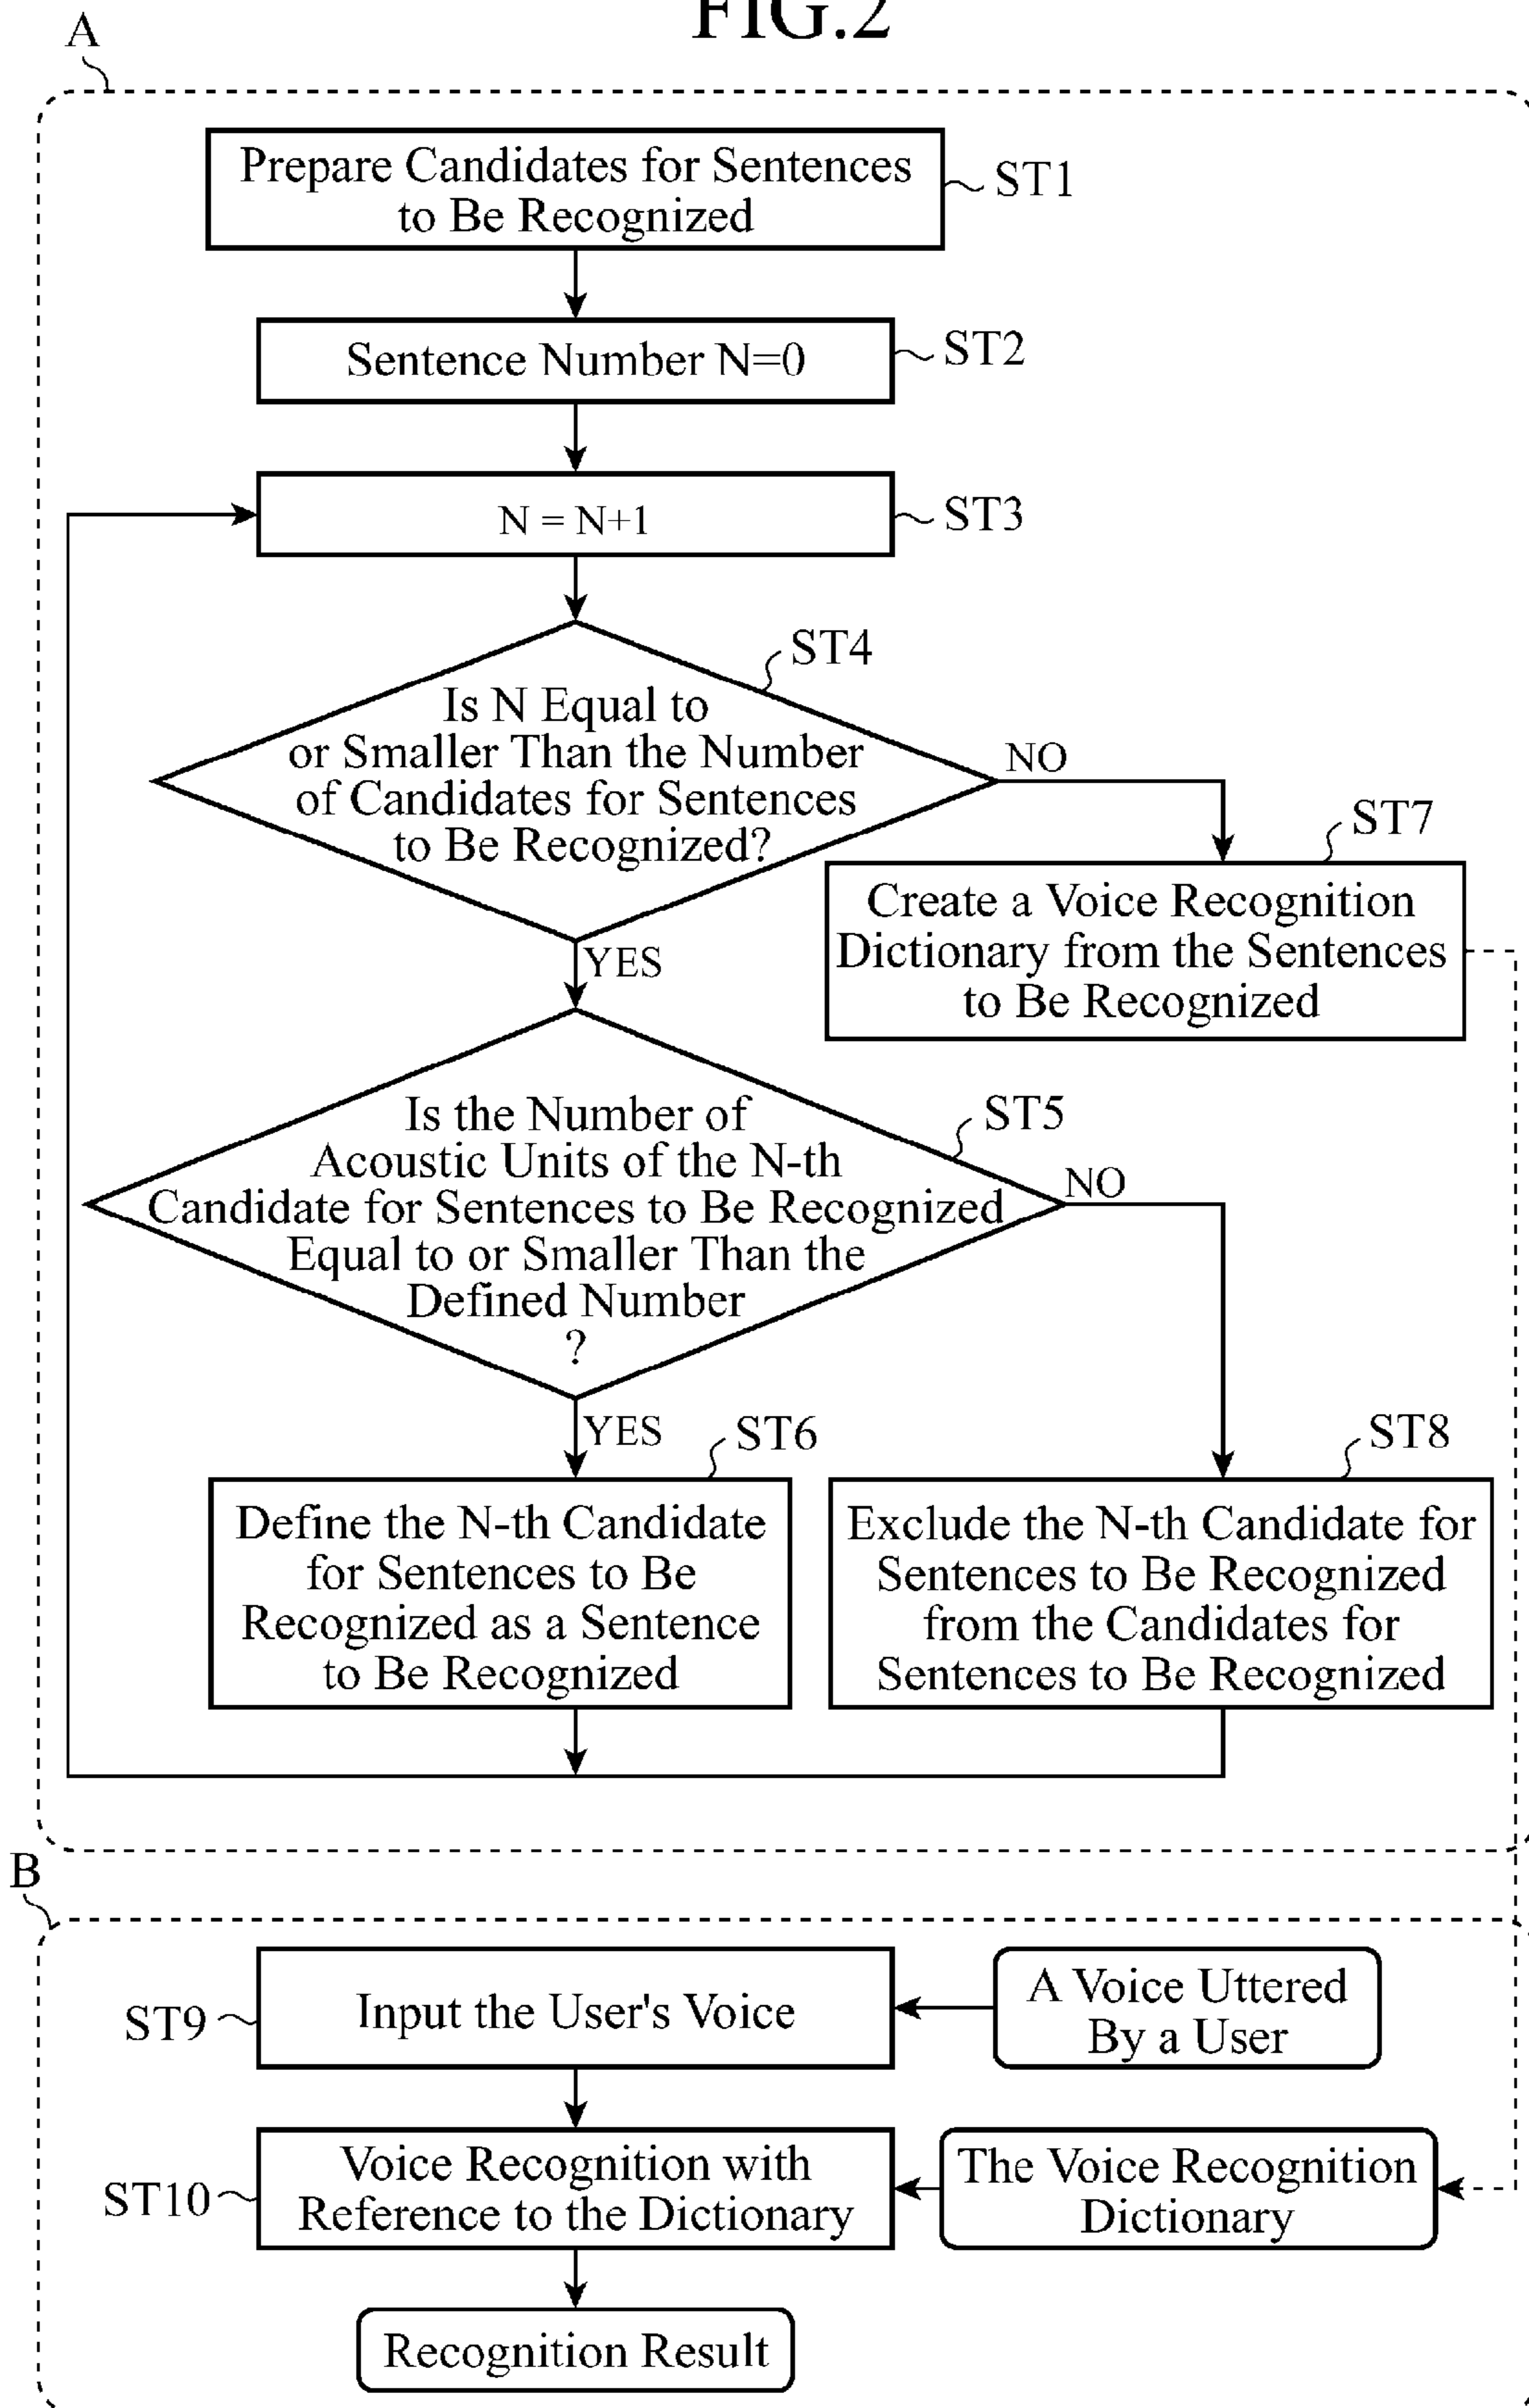 FIG.2
A
Prepare Candidates for Sentences
to Be Recognized
ST1
Sentence Number N=0
ST2
N = N+1
ST3
ST4
Is N Equal to
or Smaller Than the Number
of Candidates for Sentences
to Be Recognized?
NO
YES
ST7
Create a Voice Recognition
Dictionary from the Sentences
to Be Recognized
ST5
Is the Number of
Acoustic Units of the N-th
Candidate for Sentences to Be Recognized
Equal to or Smaller Than the
Defined Number
?
NO
YES
ST6
Define the N-th Candidate
for Sentences to Be
Recognized as a Sentence
to Be Recognized
ST8
Exclude the N-th Candidate for
Sentences to Be Recognized
from the Candidates for
Sentences to Be Recognized
B
ST9
Input the User's Voice
A Voice Uttered
By a User
ST10
Voice Recognition with
Reference to the Dictionary
The Voice Recognition
Dictionary
Recognition Result